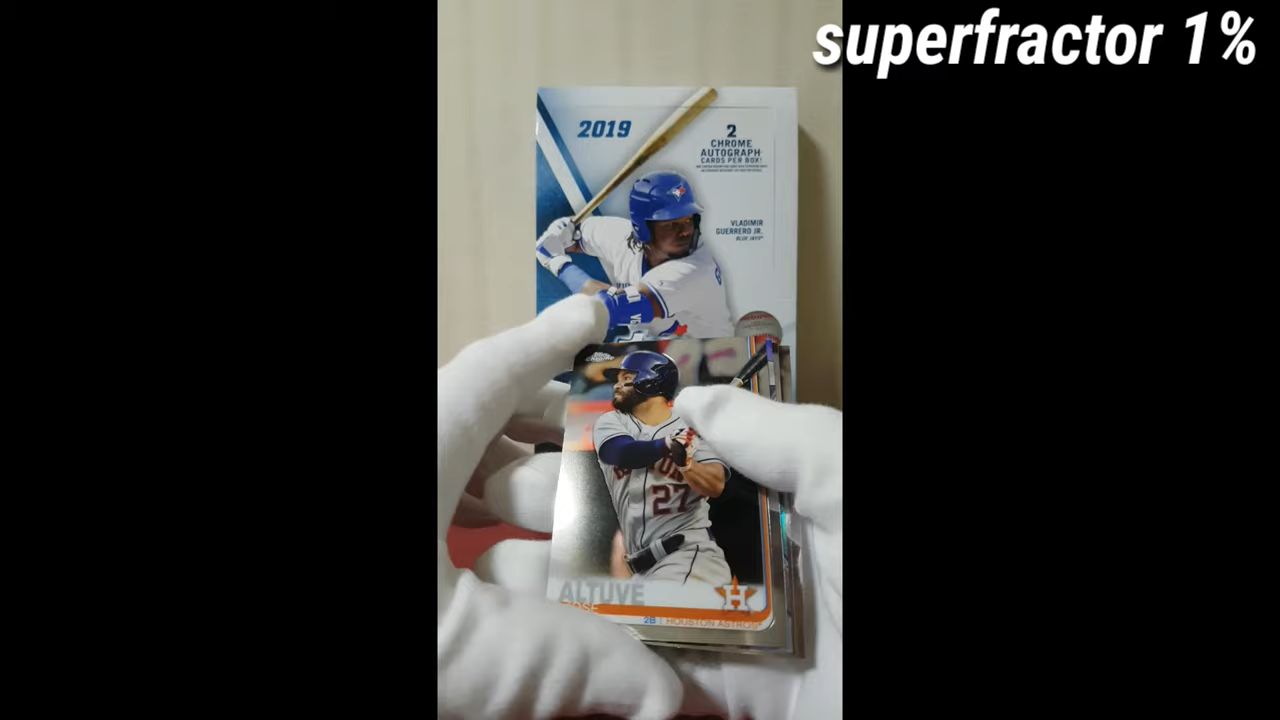 superfractor 1%
2019
2
CHROME
AUTOGRAPH
CARDS PER BOX!
VLADIMIR
GUERRERO JR.
BLUE JAYS
27
ALTUVE
JOSE
2B | HOUSTON ASTROS